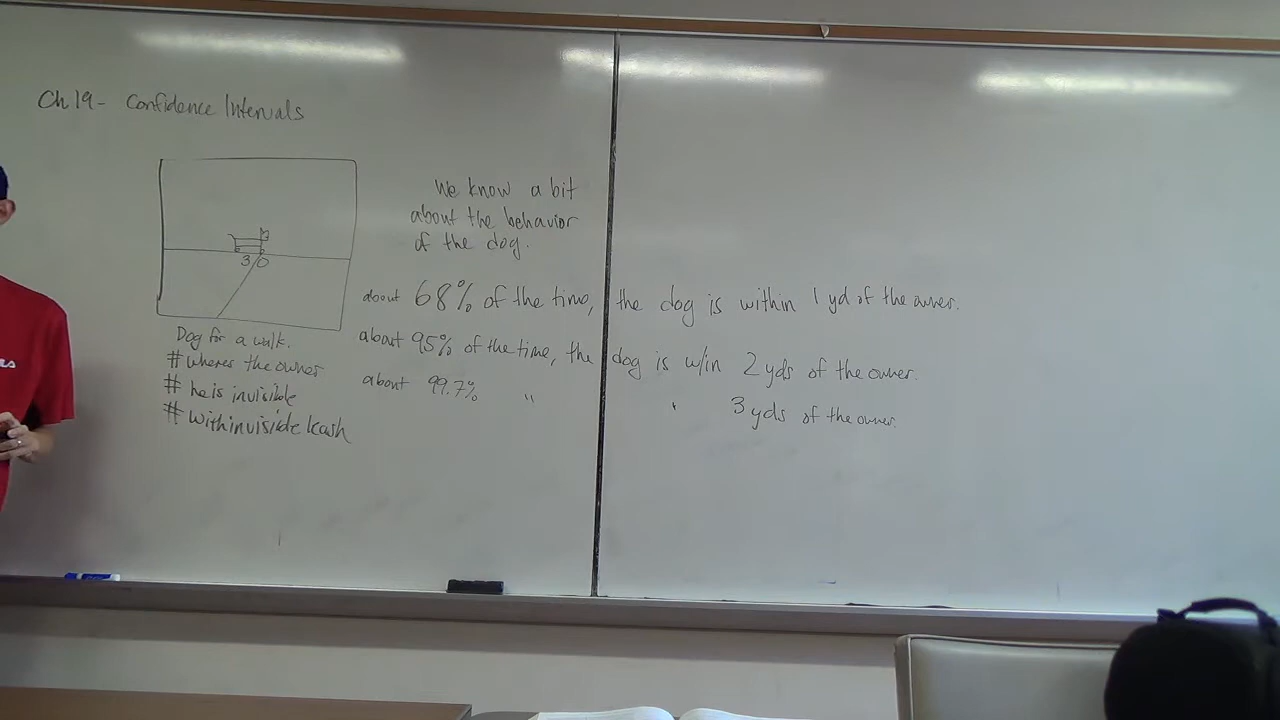 Ch 19- Confidence Intervals
We know a bit
about the behavior
of the dog.
30
about 68% of the time, the dog is within 1 yd of the owner.
about 95% of the time, the dog is w/in 2 yds of the owner.
about 99.7% " " 3 yds of the owner.
Dog for a walk.
# wheres the owner
# he is invisible
# with invisible leash